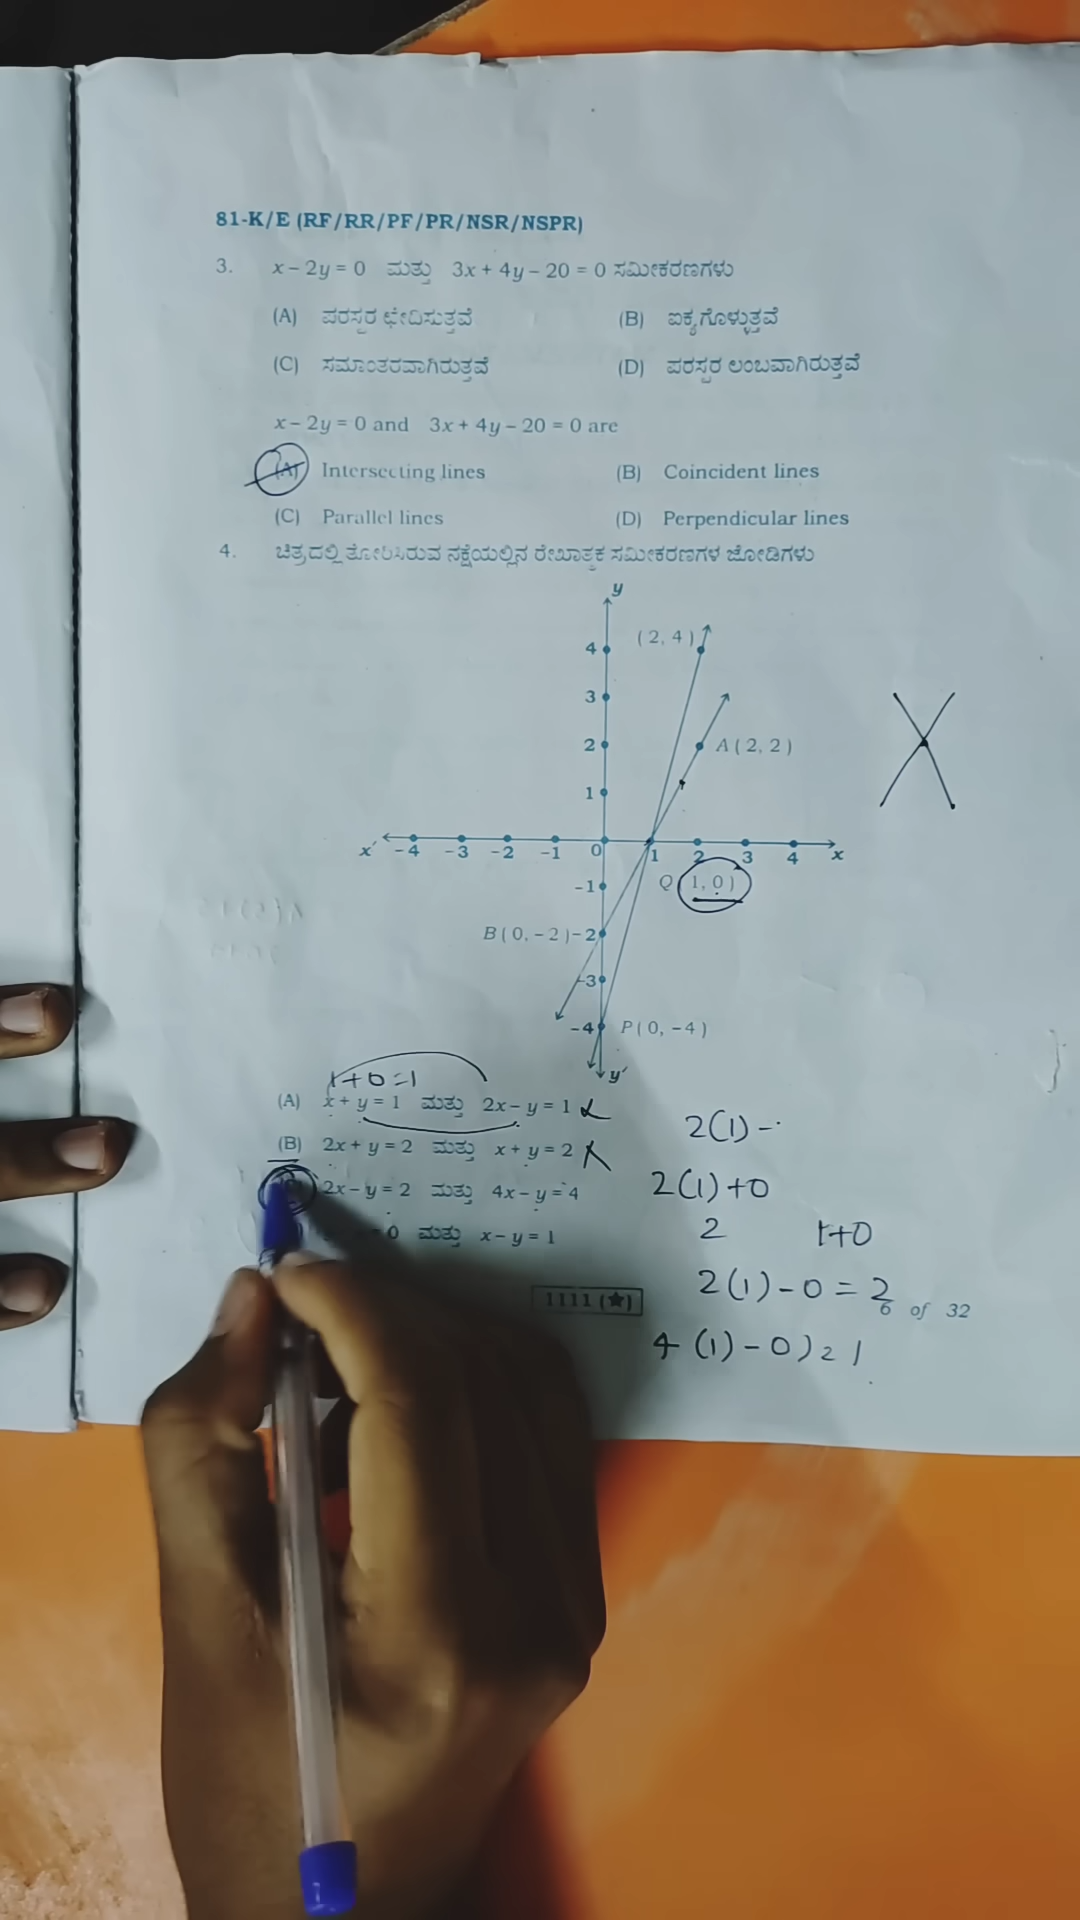 81-K/E (RF/RR/PF/PR/NSR/NSPR)
3. x – 2y = 0 ಮತ್ತು 3x + 4y – 20 = 0 ಸಮೀಕರಣಗಳು
(A) ಪರಸ್ಪರ ಛೇದಿಸುತ್ತವೆ (B) ಐಕ್ಯಗೊಳ್ಳುತ್ತವೆ
(C) ಸಮಾಂತರವಾಗಿರುತ್ತವೆ (D) ಪರಸ್ಪರ ಲಂಬವಾಗಿರುತ್ತವೆ
x – 2y = 0 and 3x + 4y – 20 = 0 are
(A) Intersecting lines (B) Coincident lines
(C) Parallel lines (D) Perpendicular lines
4. ಚಿತ್ರದಲ್ಲಿ ತೋರಿಸಿರುವ ನಕ್ಷೆಯಲ್ಲಿನ ರೇಖಾತ್ಮಕ ಸಮೀಕರಣಗಳ ಜೋಡಿಗಳು
y
4 (2, 4)
3
2 A(2, 2)
1
x′ –4 –3 –2 –1 0 1 2 3 4 x
–1 Q(1, 0)
B(0, –2) –2
–3
–4 P(0, –4)
y′
1+0=1
(A) x + y = 1 ಮತ್ತು 2x – y = 1
2(1) –
(B) 2x + y = 2 ಮತ್ತು x + y = 2
2x – y = 2 ಮತ್ತು 4x – y = 4
2(1)+0
0 ಮತ್ತು x – y = 1
2 1+0
2(1) – 0 = 2
1111 (★) 6 of 32
4 (1) – 0)